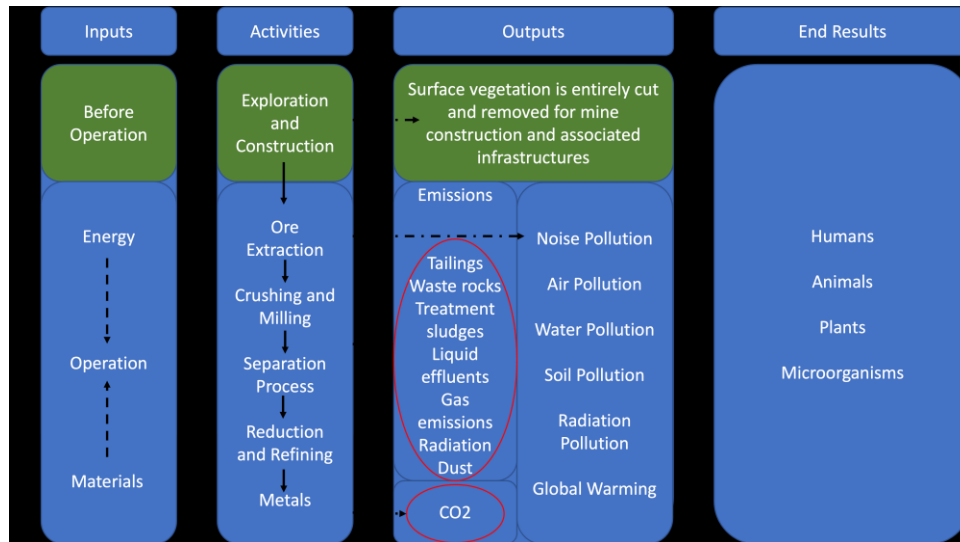 Inputs
Activities
Outputs
End Results
Before
Operation
Exploration
and
Construction
Surface vegetation is entirely cut
and removed for mine
construction and associated
infrastructures
Energy
Operation
Materials
Ore
Extraction
Crushing and
Milling
Separation
Process
Reduction
and Refining
Metals
Emissions
Tailings
Waste rocks
Treatment
sludges
Liquid
effluents
Gas
emissions
Radiation
Dust
CO2
Noise Pollution
Air Pollution
Water Pollution
Soil Pollution
Radiation
Pollution
Global Warming
Humans
Animals
Plants
Microorganisms